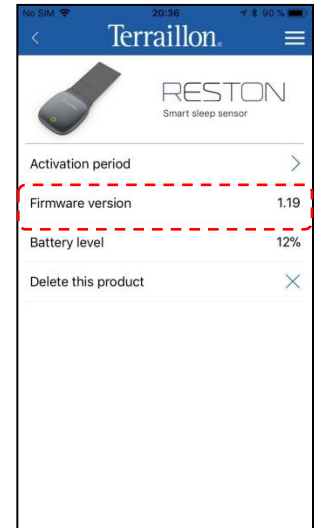 No SIM 20:36 90 %
Terraillon.
RESTON
Smart sleep sensor
Activation period
Firmware version 1.19
Battery level 12%
Delete this product